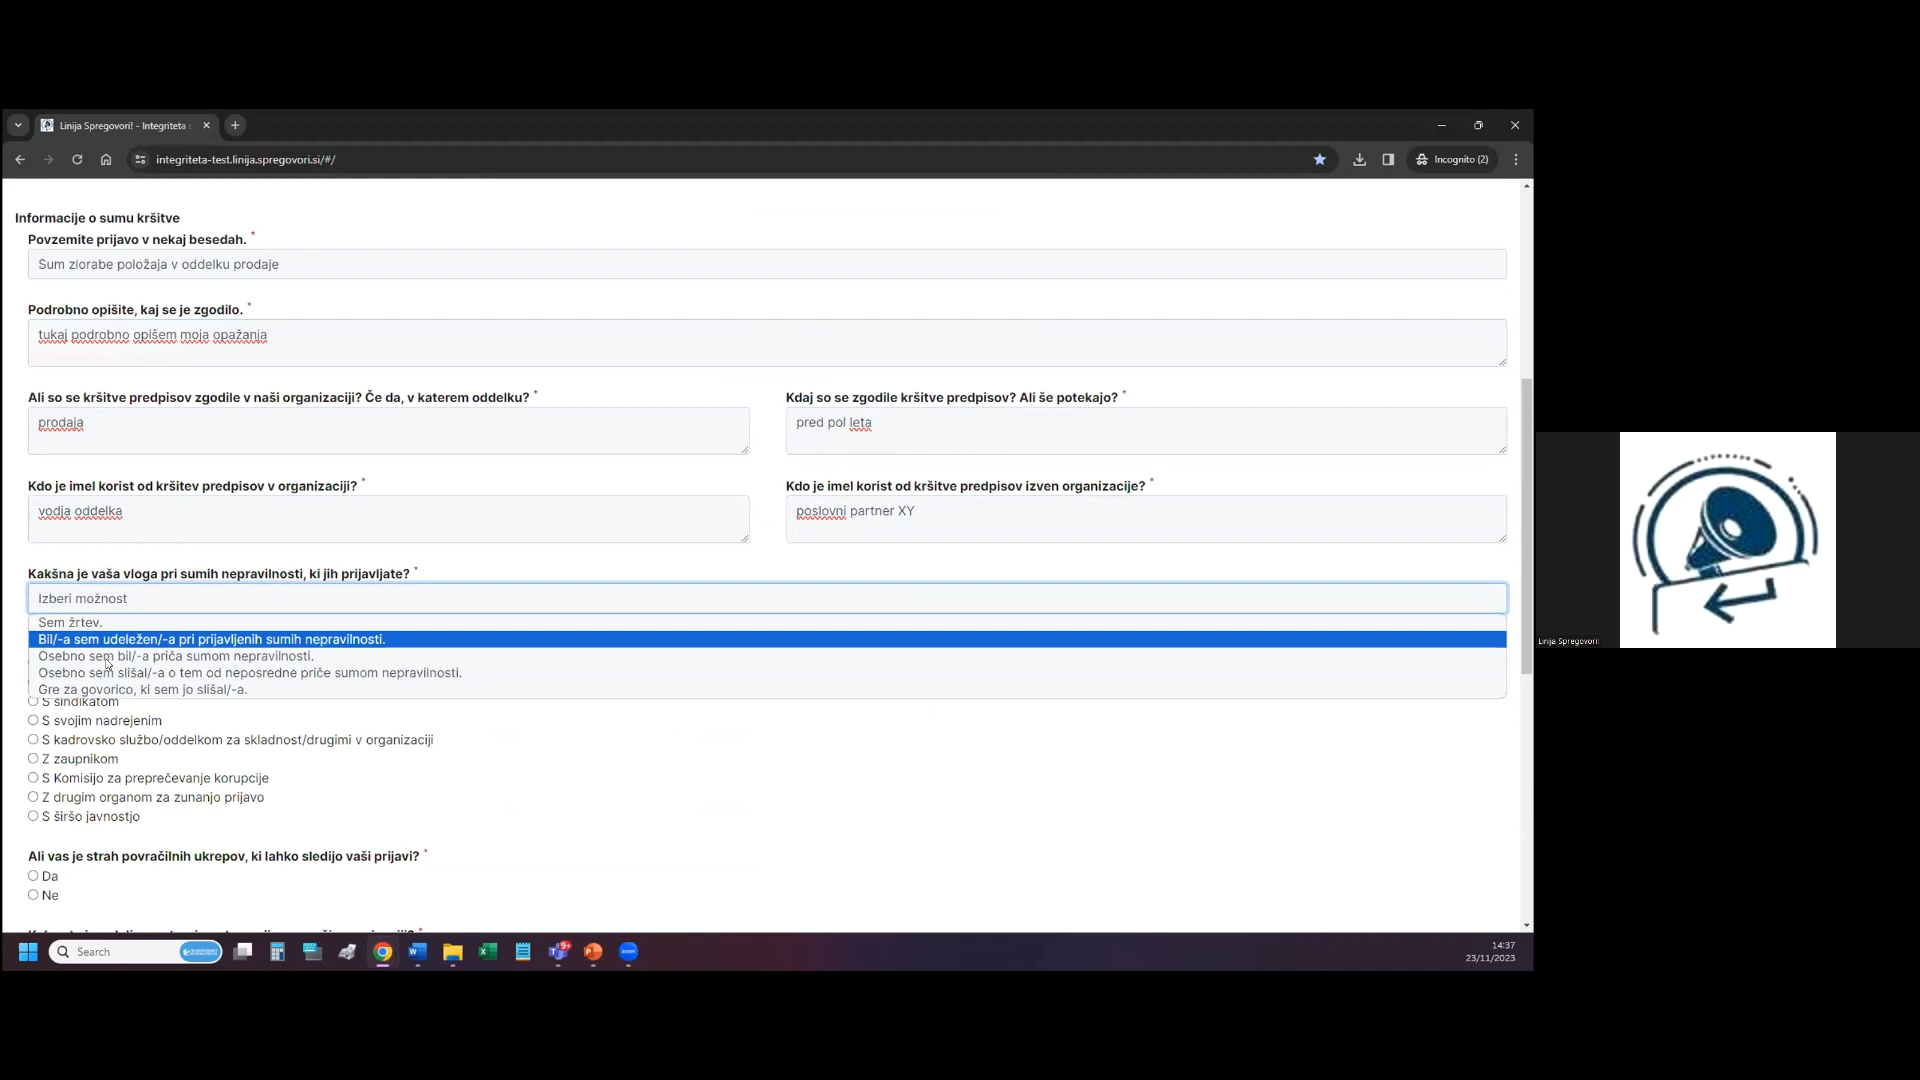 Linija Spregovori! - Integriteta
integriteta-test.linija.spregovori.si/#/
Incognito (2)
Informacije o sumu kršitve
Povzemite prijavo v nekaj besedah. *
Sum zlorabe položaja v oddelku prodaje
Podrobno opišite, kaj se je zgodilo. *
tukaj podrobno opišem moja opažanja
Ali so se kršitve predpisov zgodile v naši organizaciji? Če da, v katerem oddelku? *
Kdaj so se zgodile kršitve predpisov? Ali še potekajo? *
prodaja
pred pol leta
Kdo je imel korist od kršitev predpisov v organizaciji? *
Kdo je imel korist od kršitve predpisov izven organizacije? *
vodja oddelka
poslovni partner XY
Kakšna je vaša vloga pri sumih nepravilnosti, ki jih prijavljate? *
Izberi možnost
Sem žrtev.
Bil/-a sem udeležen/-a pri prijavljenih sumih nepravilnosti.
Osebno sem bil/-a priča sumom nepravilnosti.
Osebno sem slišal/-a o tem od neposredne priče sumom nepravilnosti.
Gre za govorico, ki sem jo slišal/-a.
S sindikatom
S svojim nadrejenim
S kadrovsko službo/oddelkom za skladnost/drugimi v organizaciji
Z zaupnikom
S Komisijo za preprečevanje korupcije
Z drugim organom za zunanjo prijavo
S širšo javnostjo
Ali vas je strah povračilnih ukrepov, ki lahko sledijo vaši prijavi? *
Da
Ne
Search
9+
zoom
14:37
23/11/2023
Linija Spregovori!